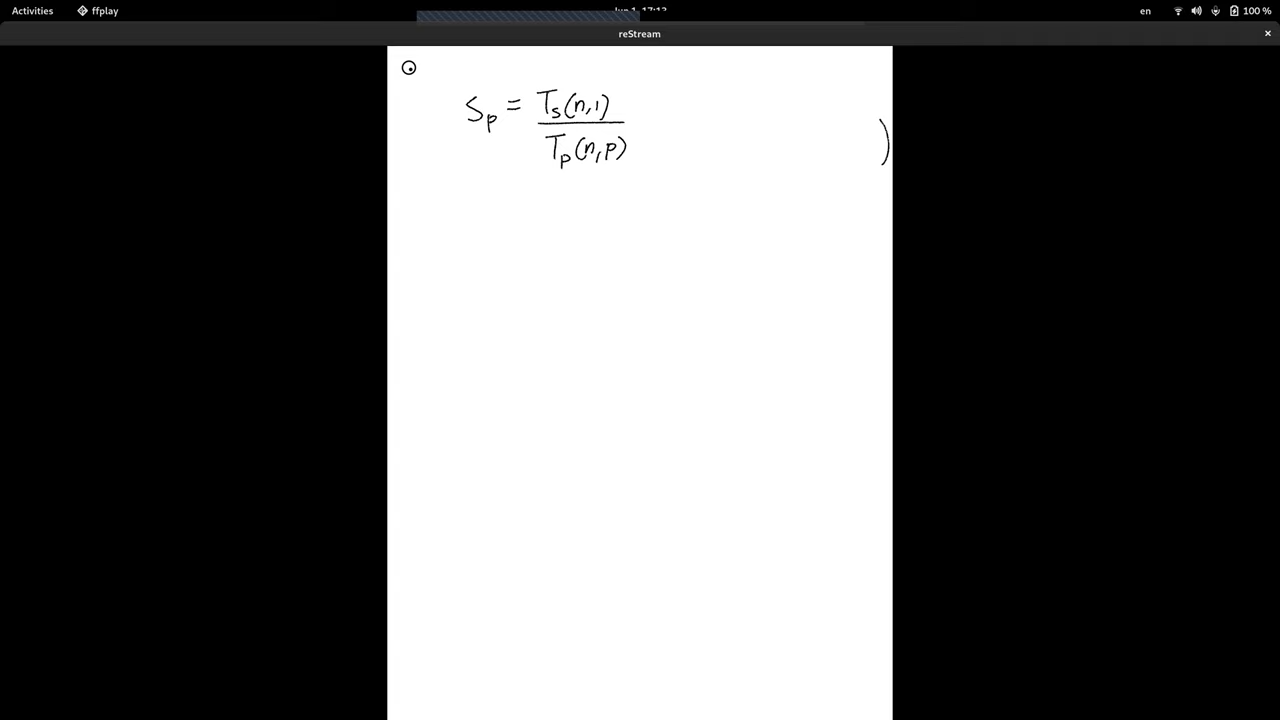 Activities ffplay en 100 %
reStream
S_p = T_s(n,1)
T_p(n,p)
)